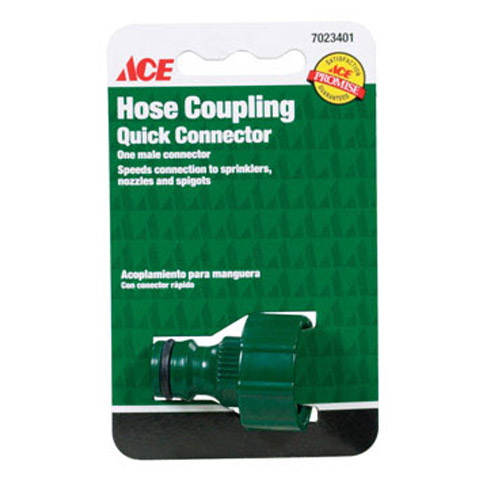 7023401
ACE
SATISFACTION
ACE
PROMISE
GUARANTEED
Hose Coupling
Quick Connector
One male connector
Speeds connection to sprinklers,
nozzles and spigots
Acoplamiento para manguera
Con conector rápido